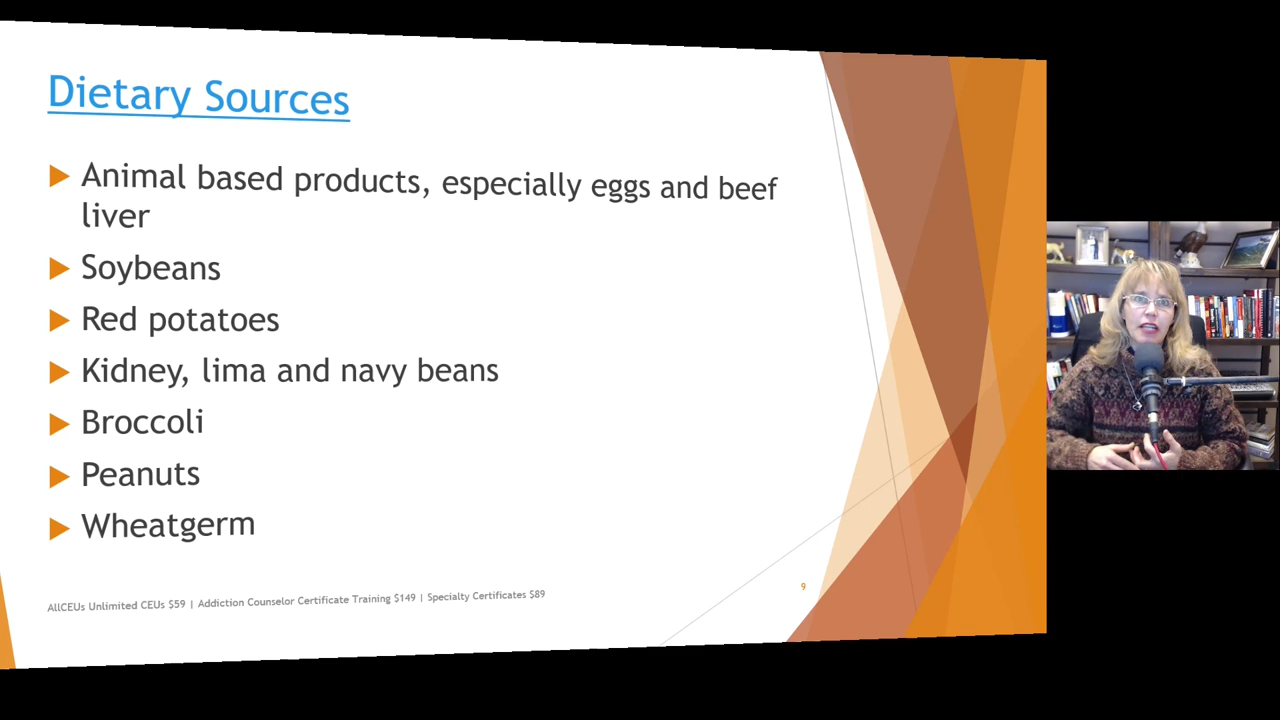 Dietary Sources
Animal based products, especially eggs and beef
liver
Soybeans
Red potatoes
Kidney, lima and navy beans
Broccoli
Peanuts
Wheatgerm
AllCEUs Unlimited CEUs $59 | Addiction Counselor Certificate Training $149 | Specialty Certificates $89
9